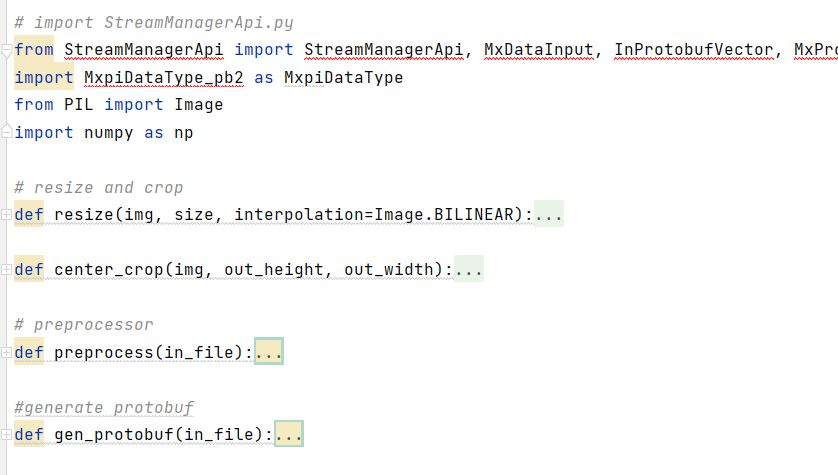 # import StreamManagerApi.py
from StreamManagerApi import StreamManagerApi, MxDataInput, InProtobufVector, MxPro
import MxpiDataType_pb2 as MxpiDataType
from PIL import Image
import numpy as np
# resize and crop
def resize(img, size, interpolation=Image.BILINEAR):...
def center_crop(img, out_height, out_width):...
# preprocessor
def preprocess(in_file):...
#generate protobuf
def gen_protobuf(in_file):...